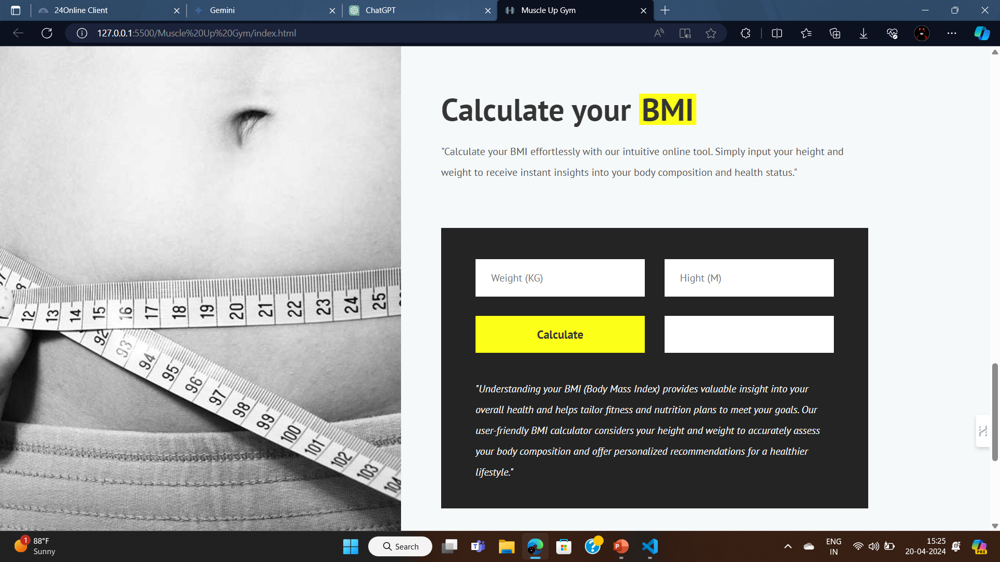 24Online Client
Gemini
ChatGPT
Muscle Up Gym
127.0.0.1:5500/Muscle%20Up%20Gym/index.html
Calculate your BMI
"Calculate your BMI effortlessly with our intuitive online tool. Simply input your height and
weight to receive instant insights into your body composition and health status."
Weight (KG)
Hight (M)
Calculate
"Understanding your BMI (Body Mass Index) provides valuable insight into your
overall health and helps tailor fitness and nutrition plans to meet your goals. Our
user-friendly BMI calculator considers your height and weight to accurately assess
your body composition and offer personalized recommendations for a healthier
lifestyle."
12 13 14 15 16 17 18 19 20 21 22 23 24 25
92 93 94 95 96 97 98 99 100 101 102 103 104
1
88°F
Sunny
Search
ENG
IN
15:25
20-04-2024
PRE